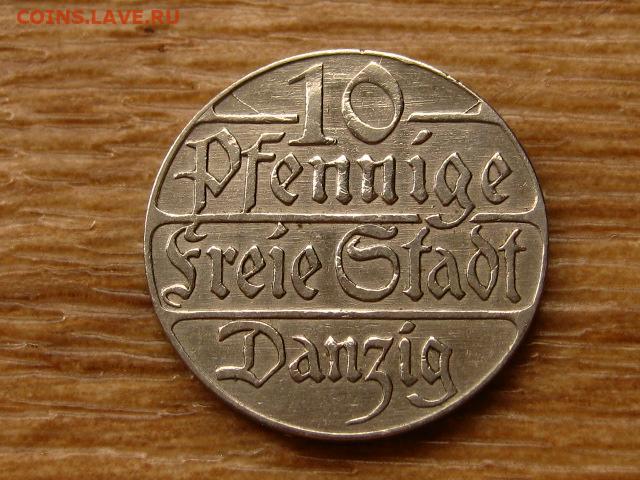 COINS.LAVE.RU
10
Pfennige
Freie Stadt
Danzig